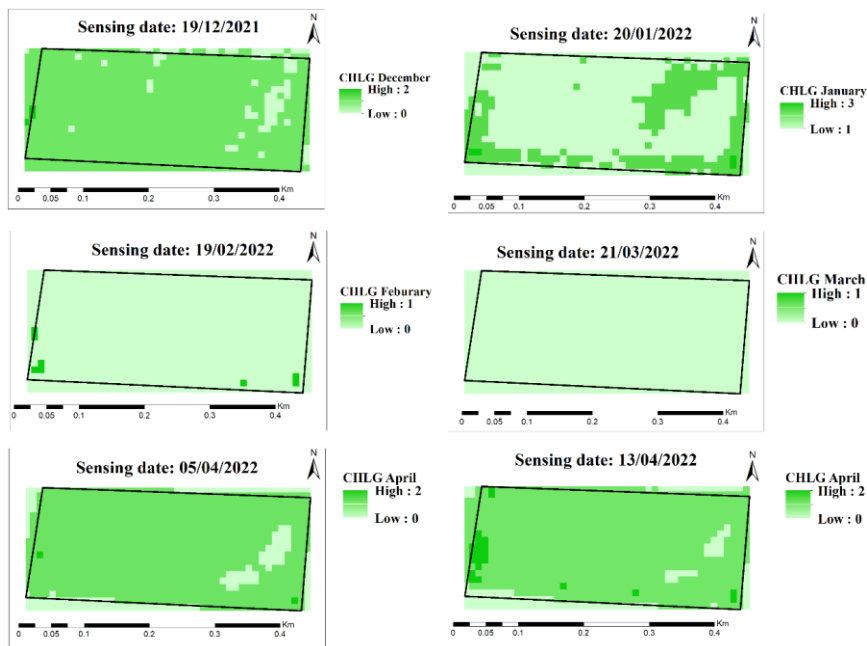 Sensing date: 19/12/2021
N
CHLG December
High : 2
Low : 0
Km
0 0.05 0.1 0.2 0.3 0.4
Sensing date: 20/01/2022
N
CHLG January
High : 3
Low : 1
Km
0 0.05 0.1 0.2 0.3 0.4
Sensing date: 19/02/2022
N
CHLG Feburary
High : 1
Low : 0
Km
0 0.05 0.1 0.2 0.3 0.4
Sensing date: 21/03/2022
N
CHLG March
High : 1
Low : 0
Km
0 0.05 0.1 0.2 0.3 0.4
Sensing date: 05/04/2022
N
CHLG April
High : 2
Low : 0
Km
0 0.05 0.1 0.2 0.3 0.4
Sensing date: 13/04/2022
N
CHLG April
High : 2
Low : 0
Km
0 0.05 0.1 0.2 0.3 0.4